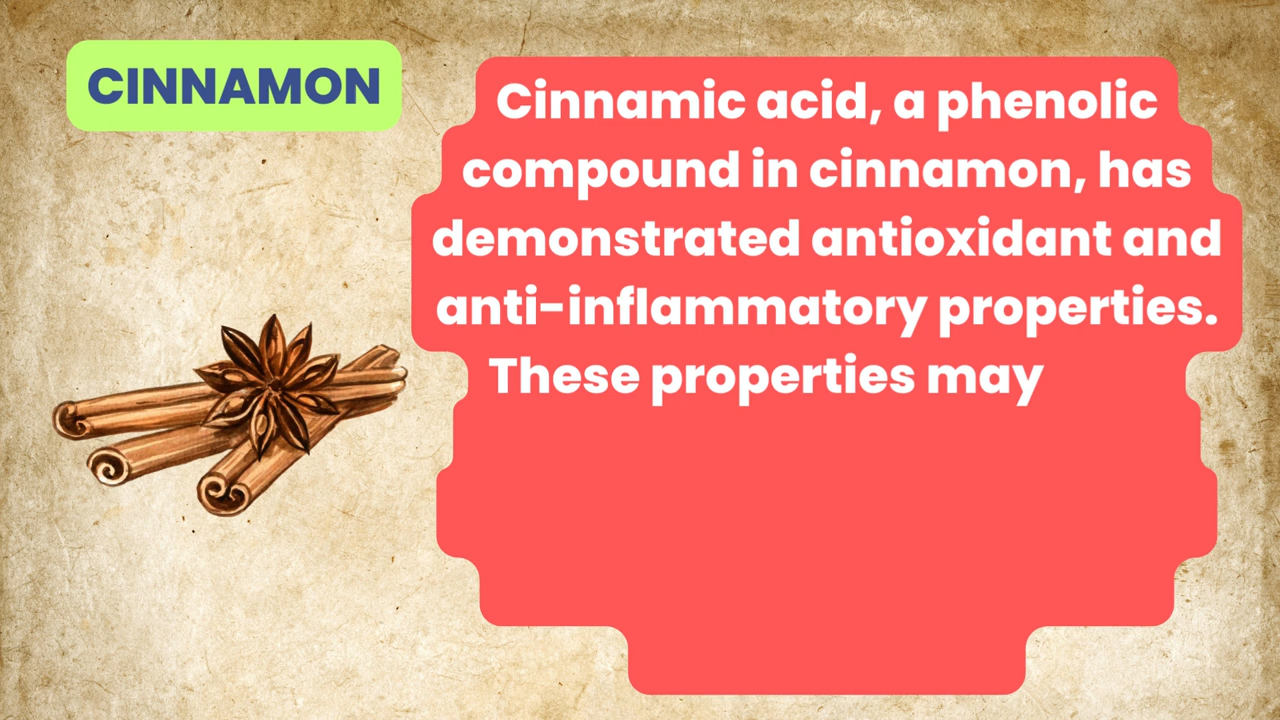 CINNAMON
Cinnamic acid, a phenolic
compound in cinnamon, has
demonstrated antioxidant and
anti-inflammatory properties.
These properties may